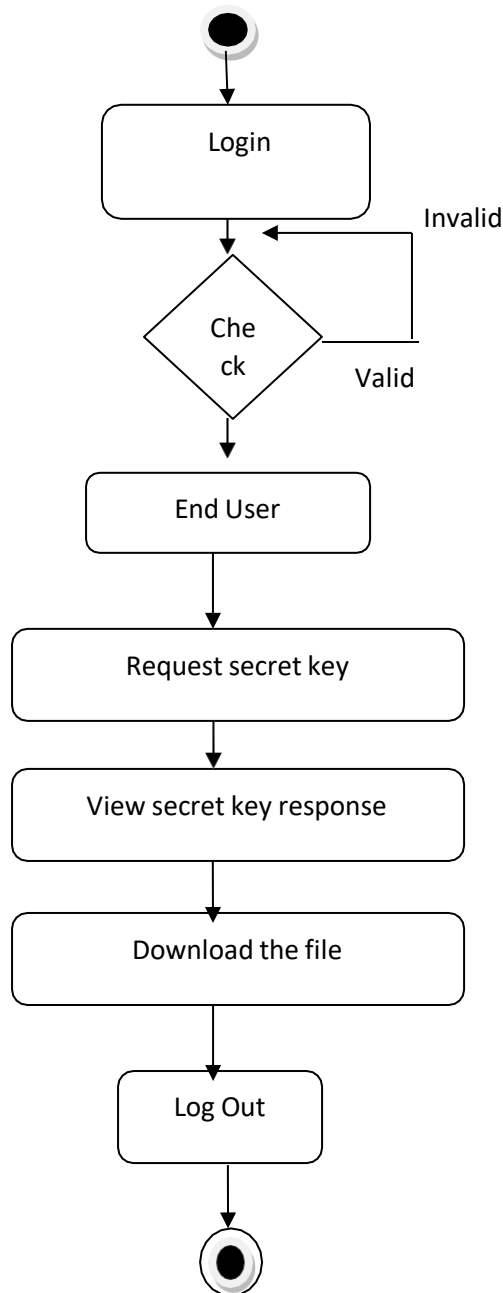 Login
Invalid
Che
ck
Valid
End User
Request secret key
View secret key response
Download the file
Log Out